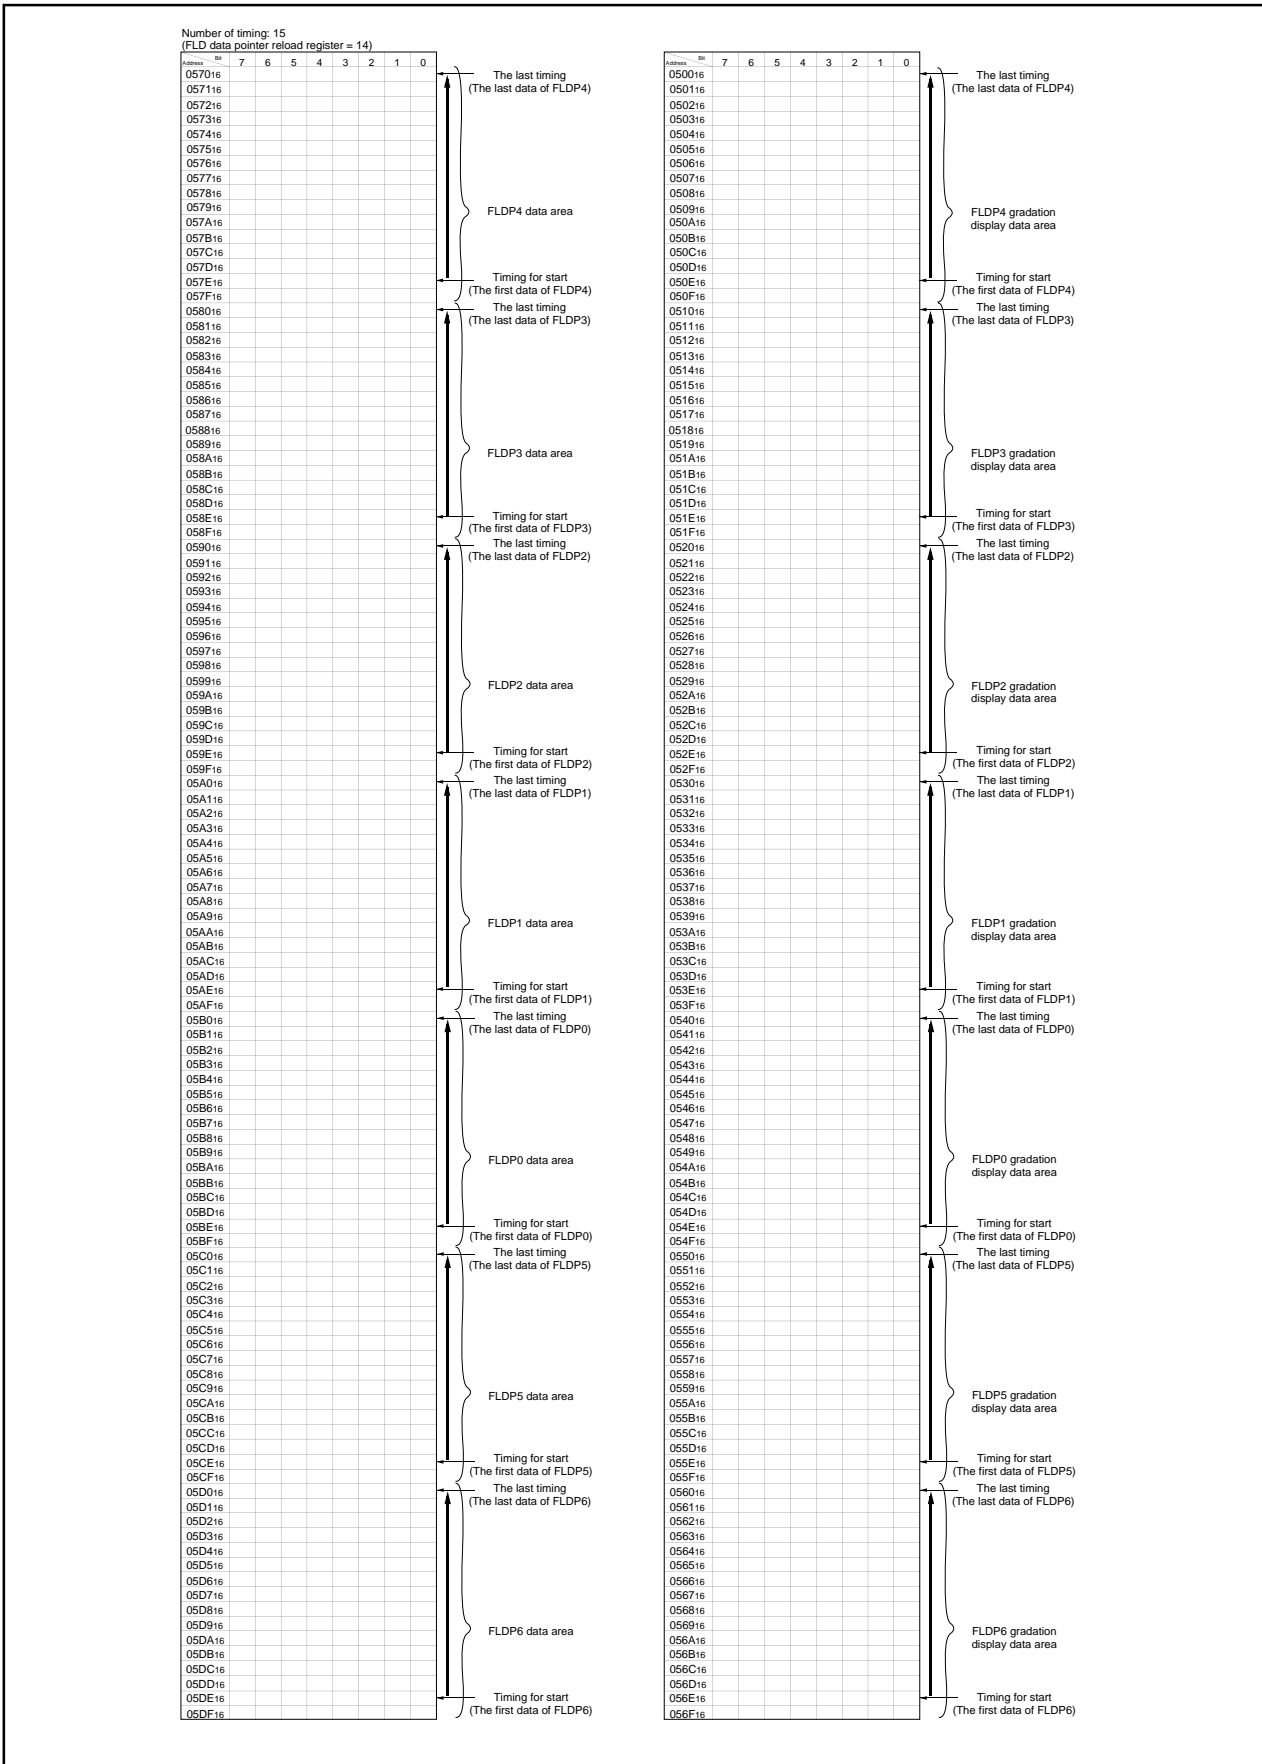 Number of timing: 15
(FLD data pointer reload register = 14)
Bit
Address 7 6 5 4 3 2 1 0
057016
057116
057216
057316
057416
057516
057616
057716
057816
057916
057A16
057B16
057C16
057D16
057E16
057F16
058016
058116
058216
058316
058416
058516
058616
058716
058816
058916
058A16
058B16
058C16
058D16
058E16
058F16
059016
059116
059216
059316
059416
059516
059616
059716
059816
059916
059A16
059B16
059C16
059D16
059E16
059F16
05A016
05A116
05A216
05A316
05A416
05A516
05A616
05A716
05A816
05A916
05AA16
05AB16
05AC16
05AD16
05AE16
05AF16
05B016
05B116
05B216
05B316
05B416
05B516
05B616
05B716
05B816
05B916
05BA16
05BB16
05BC16
05BD16
05BE16
05BF16
05C016
05C116
05C216
05C316
05C416
05C516
05C616
05C716
05C816
05C916
05CA16
05CB16
05CC16
05CD16
05CE16
05CF16
05D016
05D116
05D216
05D316
05D416
05D516
05D616
05D716
05D816
05D916
05DA16
05DB16
05DC16
05DD16
05DE16
05DF16
The last timing
(The last data of FLDP4)
FLDP4 data area
Timing for start
(The first data of FLDP4)
The last timing
(The last data of FLDP3)
FLDP3 data area
Timing for start
(The first data of FLDP3)
The last timing
(The last data of FLDP2)
FLDP2 data area
Timing for start
(The first data of FLDP2)
The last timing
(The last data of FLDP1)
FLDP1 data area
Timing for start
(The first data of FLDP1)
The last timing
(The last data of FLDP0)
FLDP0 data area
Timing for start
(The first data of FLDP0)
The last timing
(The last data of FLDP5)
FLDP5 data area
Timing for start
(The first data of FLDP5)
The last timing
(The last data of FLDP6)
FLDP6 data area
Timing for start
(The first data of FLDP6)
Bit
Address 7 6 5 4 3 2 1 0
050016
050116
050216
050316
050416
050516
050616
050716
050816
050916
050A16
050B16
050C16
050D16
050E16
050F16
051016
051116
051216
051316
051416
051516
051616
051716
051816
051916
051A16
051B16
051C16
051D16
051E16
051F16
052016
052116
052216
052316
052416
052516
052616
052716
052816
052916
052A16
052B16
052C16
052D16
052E16
052F16
053016
053116
053216
053316
053416
053516
053616
053716
053816
053916
053A16
053B16
053C16
053D16
053E16
053F16
054016
054116
054216
054316
054416
054516
054616
054716
054816
054916
054A16
054B16
054C16
054D16
054E16
054F16
055016
055116
055216
055316
055416
055516
055616
055716
055816
055916
055A16
055B16
055C16
055D16
055E16
055F16
056016
056116
056216
056316
056416
056516
056616
056716
056816
056916
056A16
056B16
056C16
056D16
056E16
056F16
The last timing
(The last data of FLDP4)
FLDP4 gradation
display data area
Timing for start
(The first data of FLDP4)
The last timing
(The last data of FLDP3)
FLDP3 gradation
display data area
Timing for start
(The first data of FLDP3)
The last timing
(The last data of FLDP2)
FLDP2 gradation
display data area
Timing for start
(The first data of FLDP2)
The last timing
(The last data of FLDP1)
FLDP1 gradation
display data area
Timing for start
(The first data of FLDP1)
The last timing
(The last data of FLDP0)
FLDP0 gradation
display data area
Timing for start
(The first data of FLDP0)
The last timing
(The last data of FLDP5)
FLDP5 gradation
display data area
Timing for start
(The first data of FLDP5)
The last timing
(The last data of FLDP6)
FLDP6 gradation
display data area
Timing for start
(The first data of FLDP6)